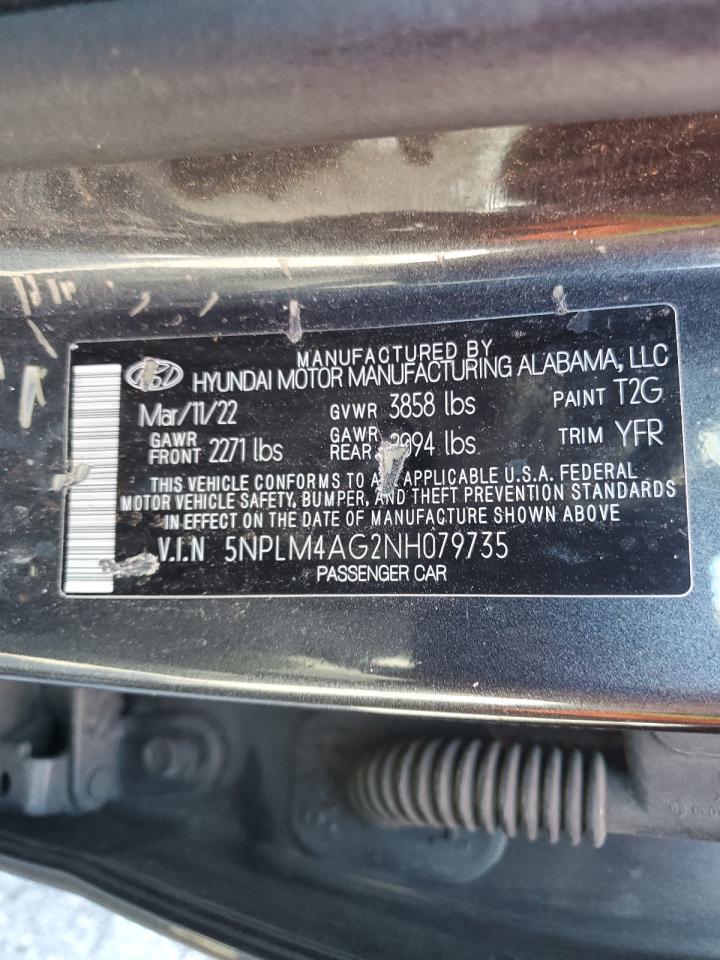 MANUFACTURED BY
HYUNDAI MOTOR MANUFACTURING ALABAMA, LLC
Mar/11/22 GVWR 3858 lbs PAINT T2G
GAWR FRONT 2271 lbs GAWR REAR lbs TRIM YFR
THIS VEHICLE CONFORMS TO APPLICABLE U.S.A. FEDERAL
MOTOR VEHICLE SAFETY, BUMPER, AND THEFT PREVENTION STANDARDS
IN EFFECT ON THE DATE OF MANUFACTURE SHOWN ABOVE
V.I.N 5NPLM4AG2NH079735
PASSENGER CAR